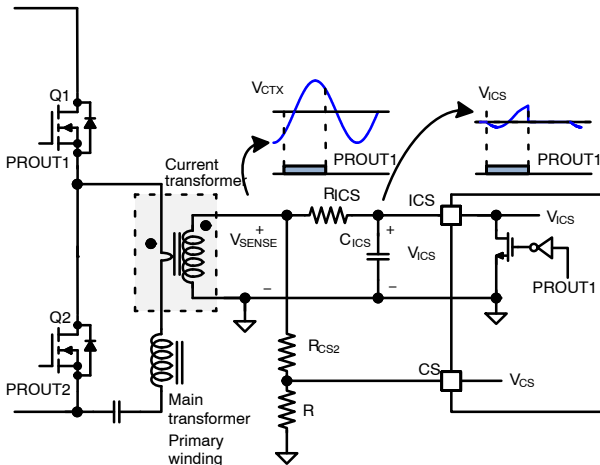 Q1
PROUT1
Current
transformer
VCTX
PROUT1
VICS
PROUT1
RICS
ICS
VSENSE
+
−
CICS
+
VICS
−
VICS
PROUT1
Q2
PROUT2
RCS2
CS
VCS
R
Main
transformer
Primary
winding